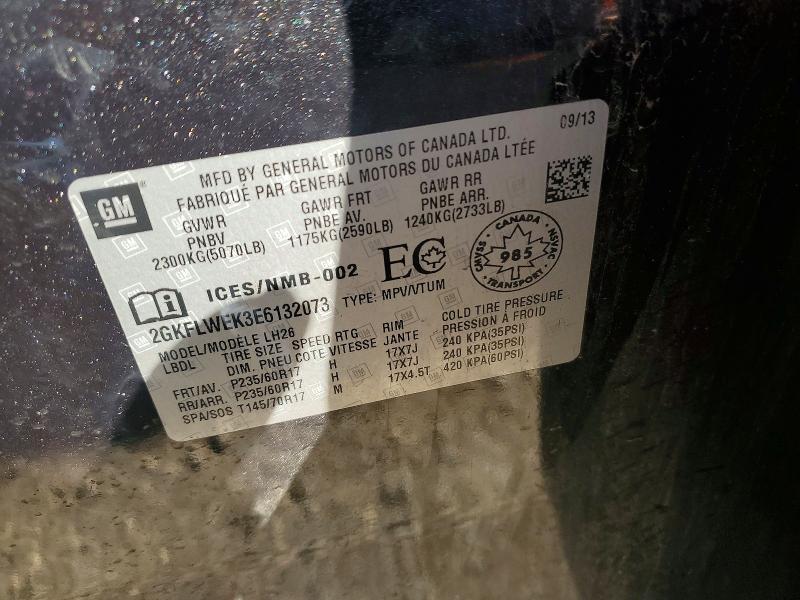 09/13
GM
MFD BY GENERAL MOTORS OF CANADA LTD.
FABRIQUÉ PAR GENERAL MOTORS DU CANADA LTÉE
GVWR GAWR FRT GAWR RR
PNBV PNBE AV. PNBE ARR.
2300KG(5070LB) 1175KG(2590LB) 1240KG(2733LB)
ICES/NMB-002 EC
CANADA
CMVSS 985 NSVAC
TRANSPORT
2GKFLWEK3E6132073 TYPE: MPV/VTUM
MODEL/MODÈLE LH26
LBDL TIRE SIZE SPEED RTG RIM COLD TIRE PRESSURE
DIM. PNEU COTE VITESSE JANTE PRESSION À FROID
FRT/AV. P235/60R17 H 17X7J 240 KPA(35PSI)
RR/ARR. P235/60R17 H 17X7J 240 KPA(35PSI)
SPA/SOS T145/70R17 M 17X4.5T 420 KPA(60PSI)